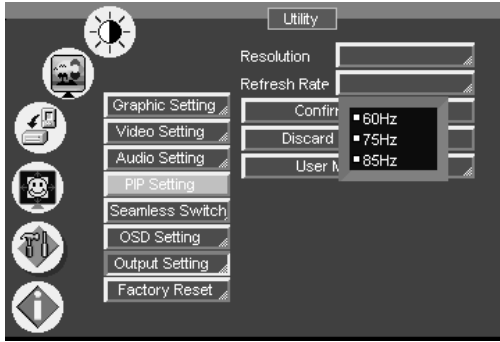 Utility
Resolution
Refresh Rate
Graphic Setting
Video Setting
Audio Setting
PIP Setting
Seamless Switch
OSD Setting
Output Setting
Factory Reset
Discard
User
60Hz
75Hz
85Hz